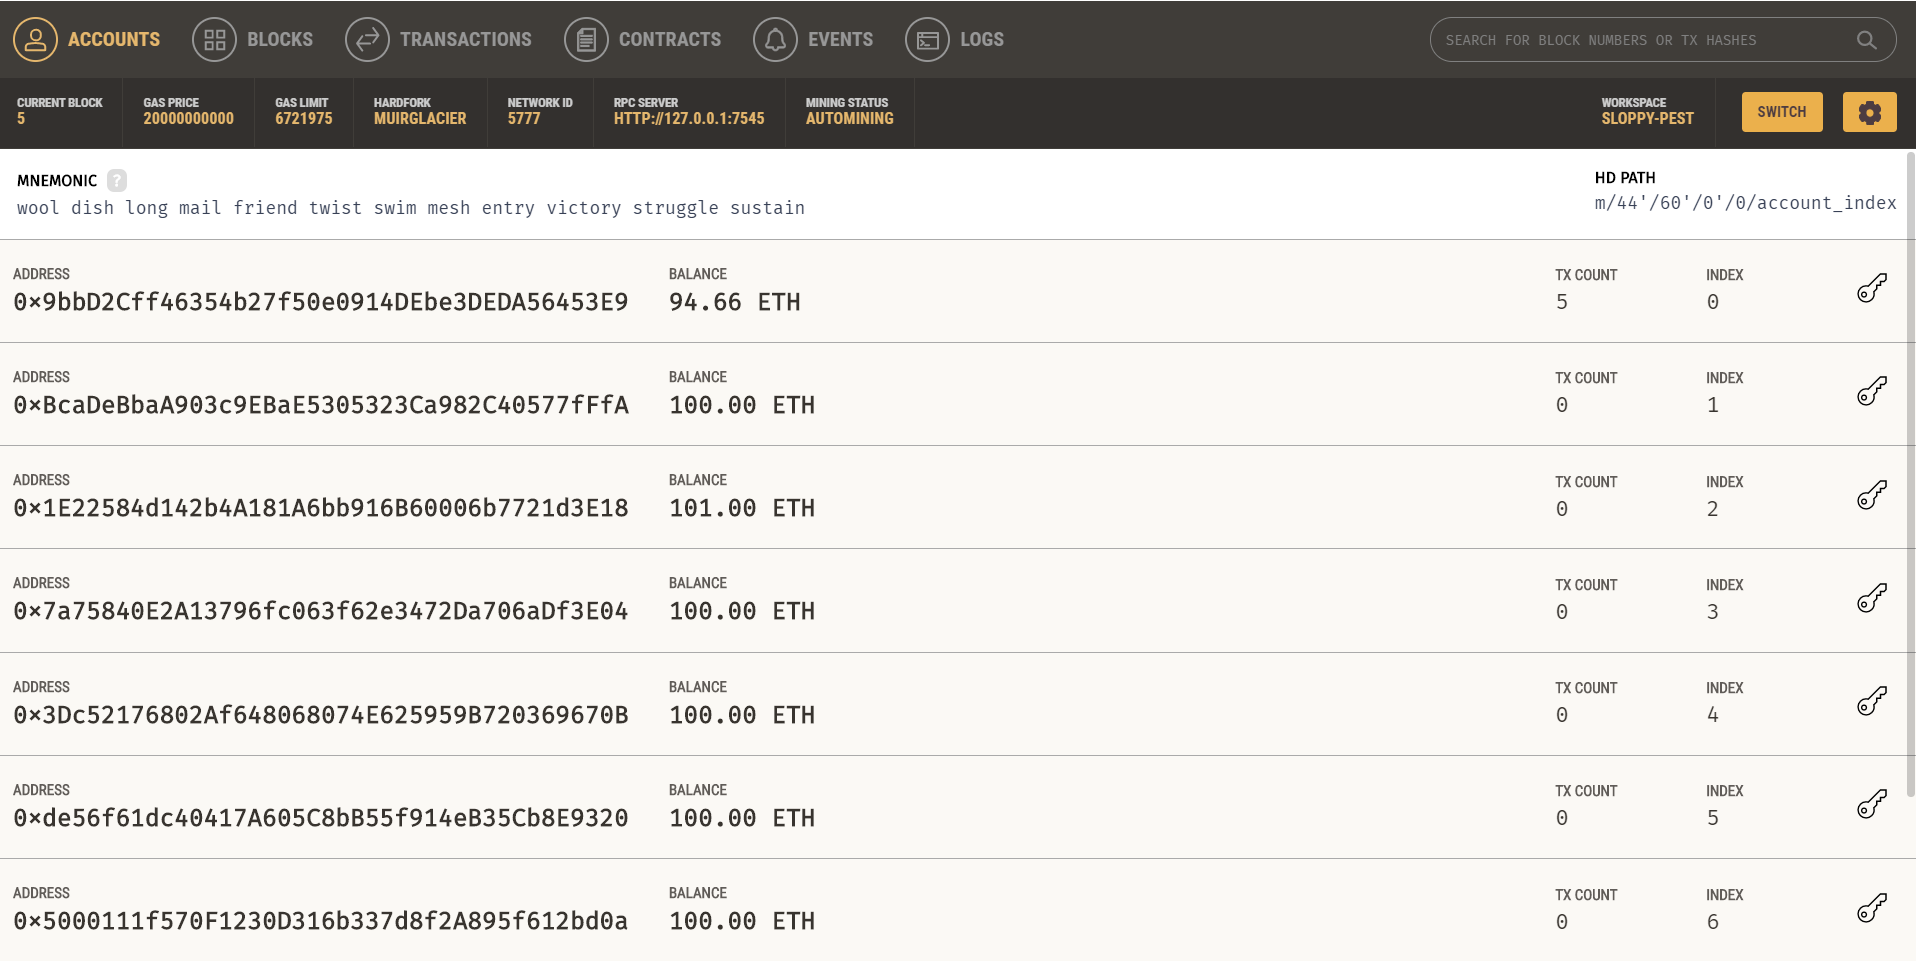 ACCOUNTS BLOCKS TRANSACTIONS CONTRACTS EVENTS LOGS SEARCH FOR BLOCK NUMBERS OR TX HASHES
CURRENT BLOCK GAS PRICE GAS LIMIT HARDFORK NETWORK ID RPC SERVER MINING STATUS WORKSPACE
5 20000000000 6721975 MUIRGLACIER 5777 HTTP://127.0.0.1:7545 AUTOMINING SLOPPY-PEST SWITCH
MNEMONIC ? HD PATH
wool dish long mail friend twist swim mesh entry victory struggle sustain m/44'/60'/0'/0/account_index
ADDRESS BALANCE TX COUNT INDEX
0×9bbD2Cff46354b27f50e0914DEbe3DEDA56453E9 94.66 ETH 5 0
ADDRESS BALANCE TX COUNT INDEX
0×BcaDeBbaA903c9EBaE5305323Ca982C40577fFfA 100.00 ETH 0 1
ADDRESS BALANCE TX COUNT INDEX
0×1E22584d142b4A181A6bb916B60006b7721d3E18 101.00 ETH 0 2
ADDRESS BALANCE TX COUNT INDEX
0×7a75840E2A13796fc063f62e3472Da706aDf3E04 100.00 ETH 0 3
ADDRESS BALANCE TX COUNT INDEX
0×3Dc52176802Af648068074E625959B720369670B 100.00 ETH 0 4
ADDRESS BALANCE TX COUNT INDEX
0×de56f61dc40417A605C8bB55f914eB35Cb8E9320 100.00 ETH 0 5
ADDRESS BALANCE TX COUNT INDEX
0×5000111f570F1230D316b337d8f2A895f612bd0a 100.00 ETH 0 6